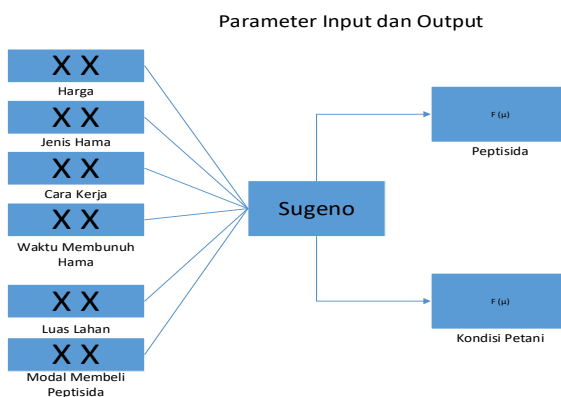 Parameter Input dan Output
X X
Harga
X X
Jenis Hama
X X
Cara Kerja
X X
Waktu Membunuh
Hama
X X
Luas Lahan
X X
Modal Membeli
Peptisida
Sugeno
F (µ)
Peptisida
F (µ)
Kondisi Petani